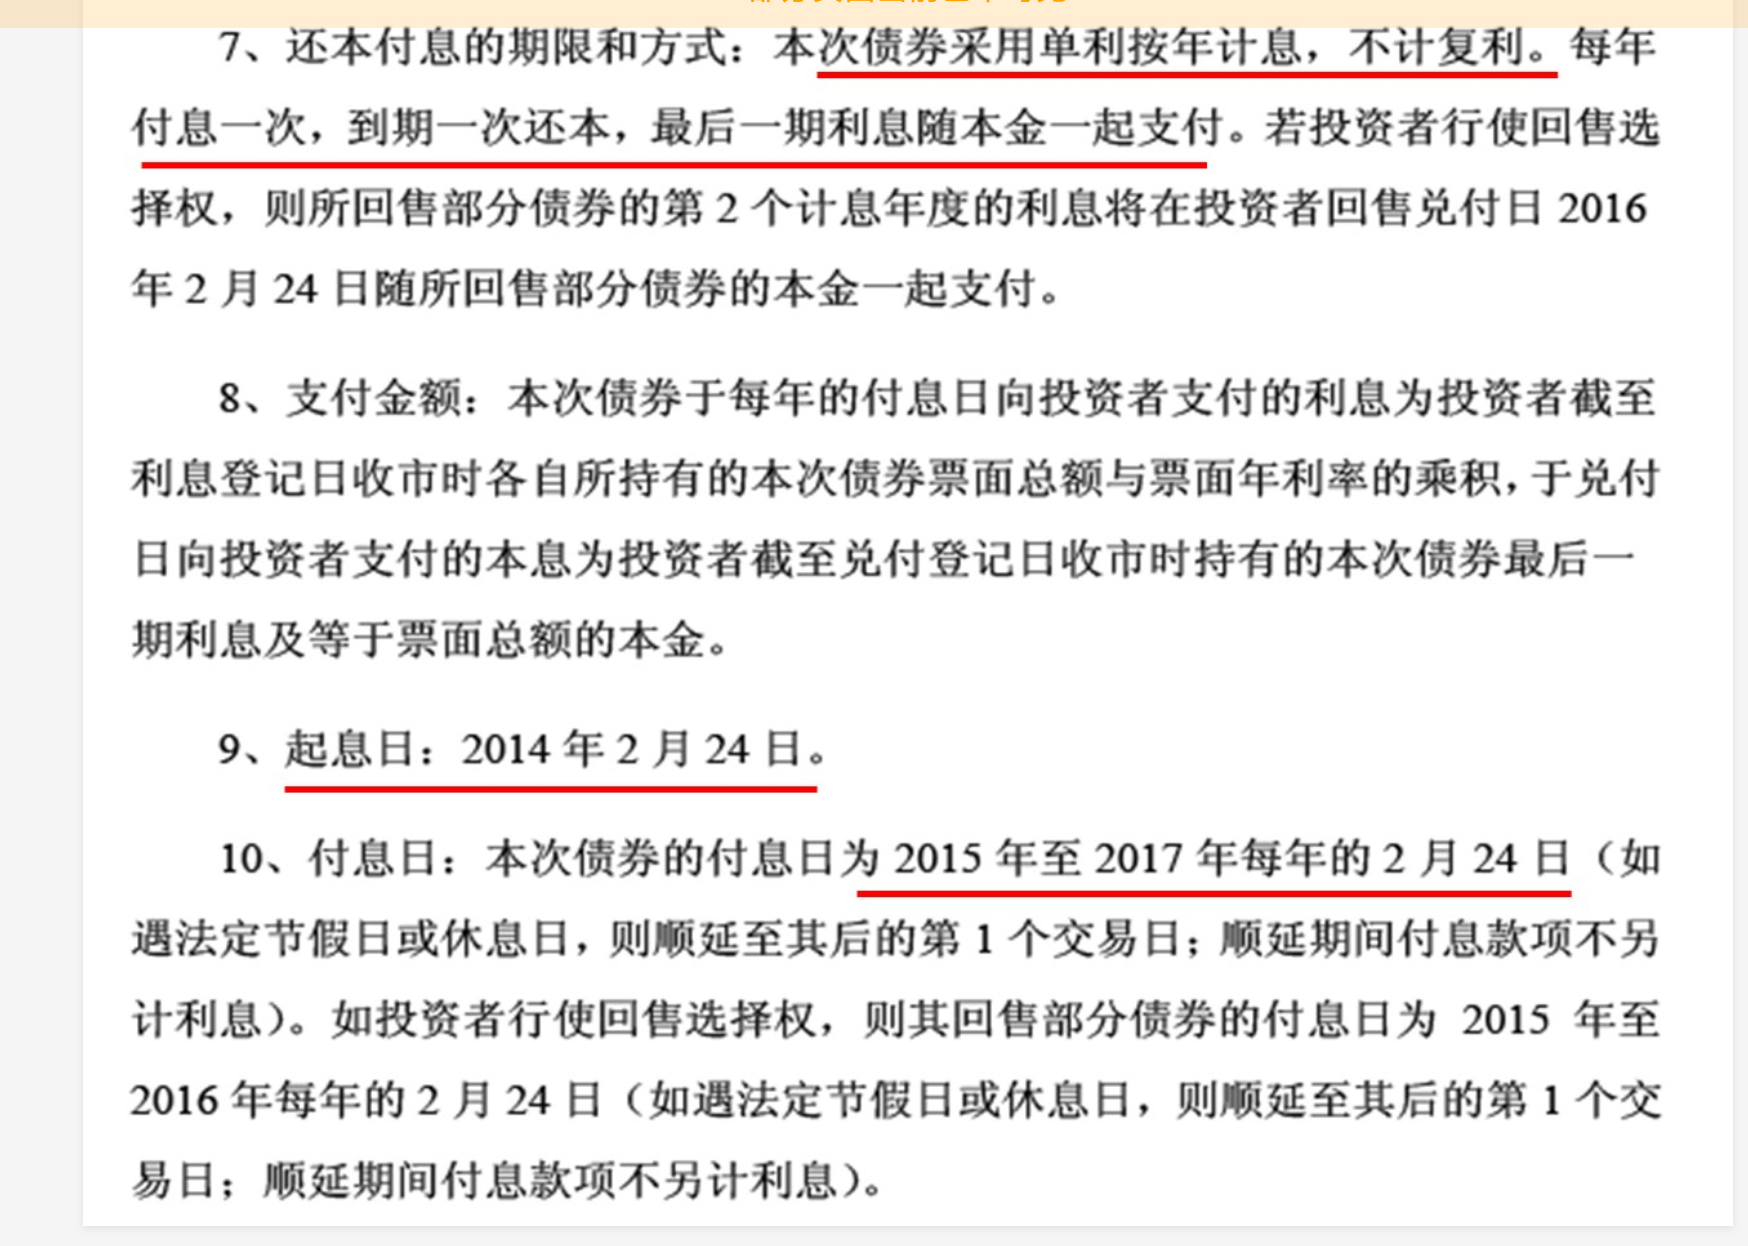 7、还本付息的期限和方式：本次债券采用单利按年计息，不计复利。每年
付息一次，到期一次还本，最后一期利息随本金一起支付。若投资者行使回售选
择权，则所回售部分债券的第 2 个计息年度的利息将在投资者回售兑付日 2016
年 2 月 24 日随所回售部分债券的本金一起支付。
8、支付金额：本次债券于每年的付息日向投资者支付的利息为投资者截至
利息登记日收市时各自所持有的本次债券票面总额与票面年利率的乘积，于兑付
日向投资者支付的本息为投资者截至兑付登记日收市时持有的本次债券最后一
期利息及等于票面总额的本金。
9、起息日：2014 年 2 月 24 日。
10、付息日：本次债券的付息日为 2015 年至 2017 年每年的 2 月 24 日（如
遇法定节假日或休息日，则顺延至其后的第 1 个交易日；顺延期间付息款项不另
计利息）。如投资者行使回售选择权，则其回售部分债券的付息日为 2015 年至
2016 年每年的 2 月 24 日（如遇法定节假日或休息日，则顺延至其后的第 1 个交
易日；顺延期间付息款项不另计利息）。